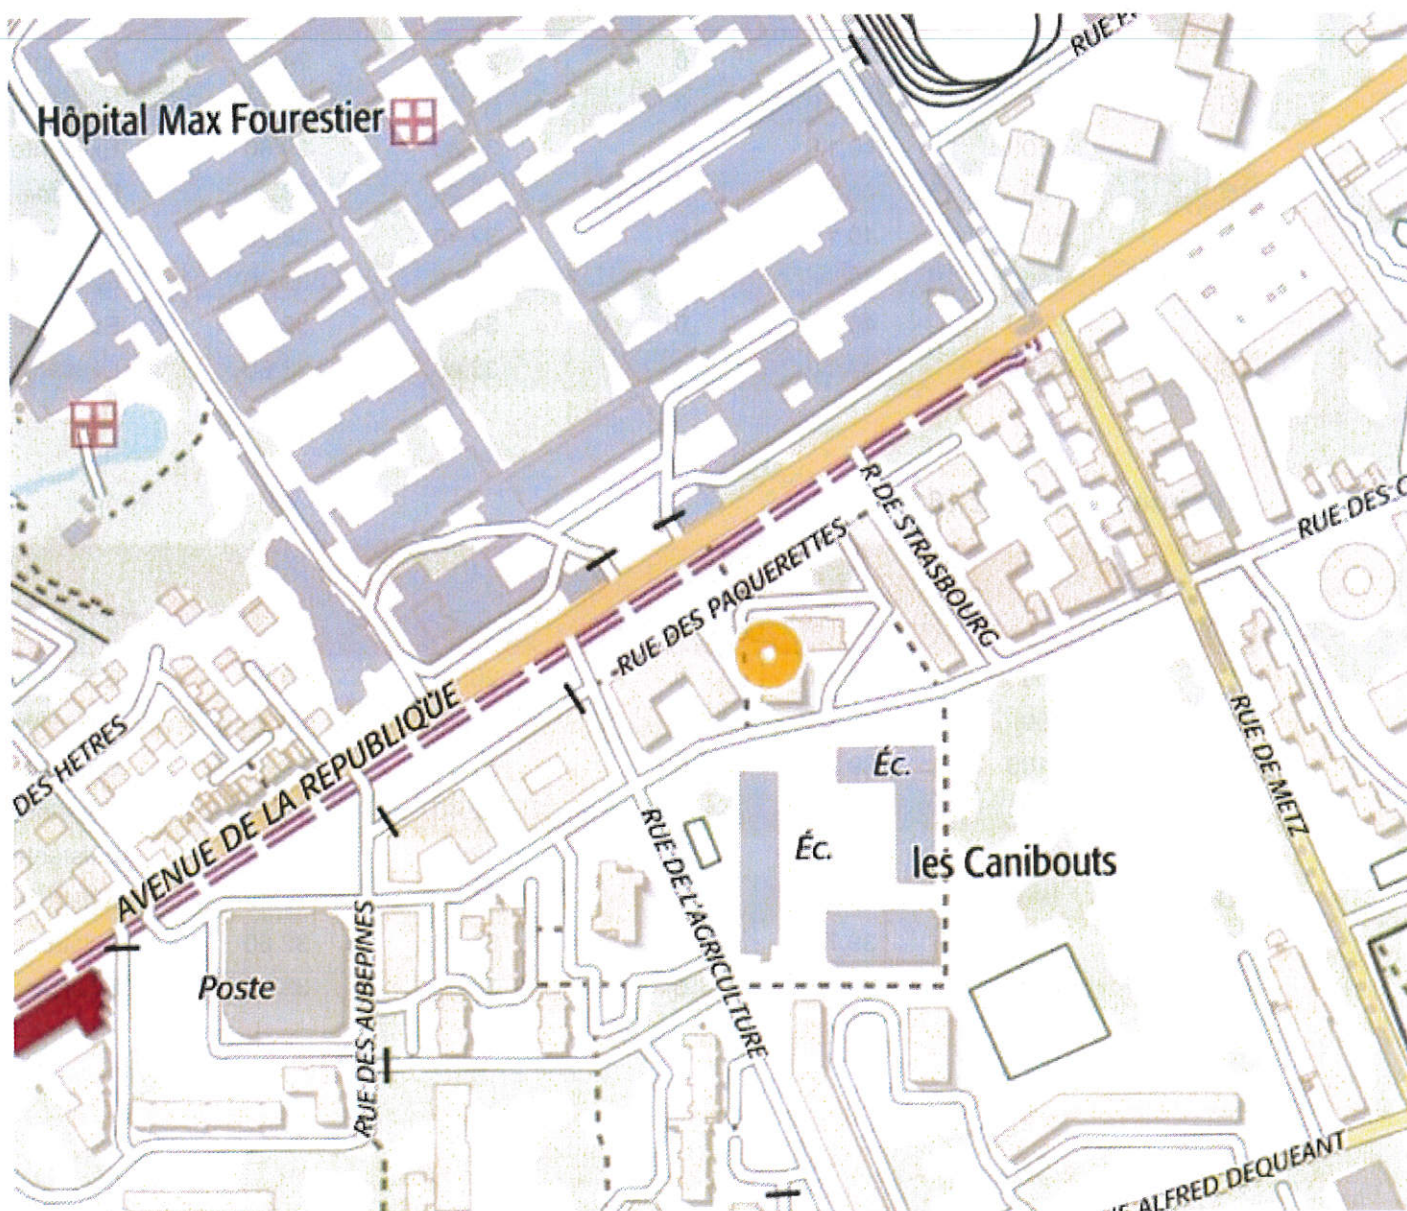 RUE
Hôpital Max Fourestier
RUE DES
R DE STRASBOURG
RUE DES PAQUERETTES
DES HETRES
AVENUE DE LA REPUBLIQUE
RUE DE METZ
Éc.
Éc.
les Canibouts
RUE DE L'AGRICULTURE
Poste
RUE DES AUBEPINES
ALFRED DEQUEANT